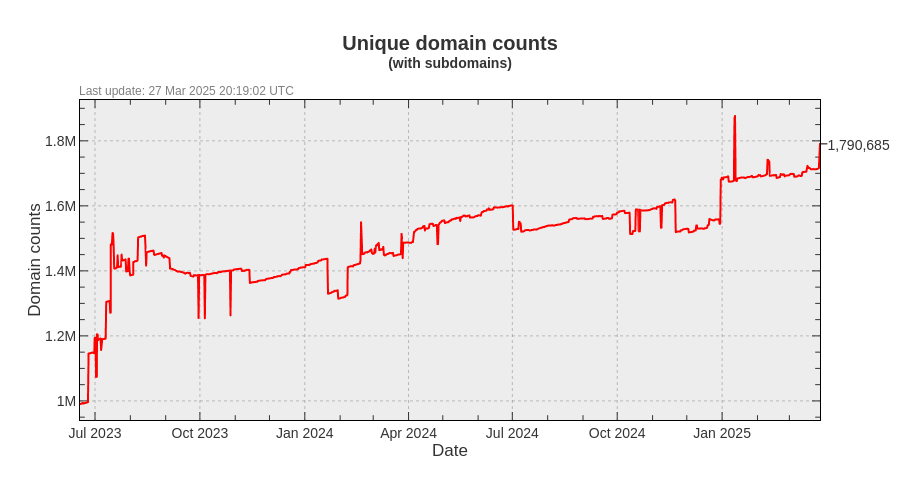 Unique domain counts
(with subdomains)
Last update: 27 Mar 2025 20:19:02 UTC
1.8M
1,790,685
1.6M
1.4M
1.2M
1M
Domain counts
Jul 2023 Oct 2023 Jan 2024 Apr 2024 Jul 2024 Oct 2024 Jan 2025
Date